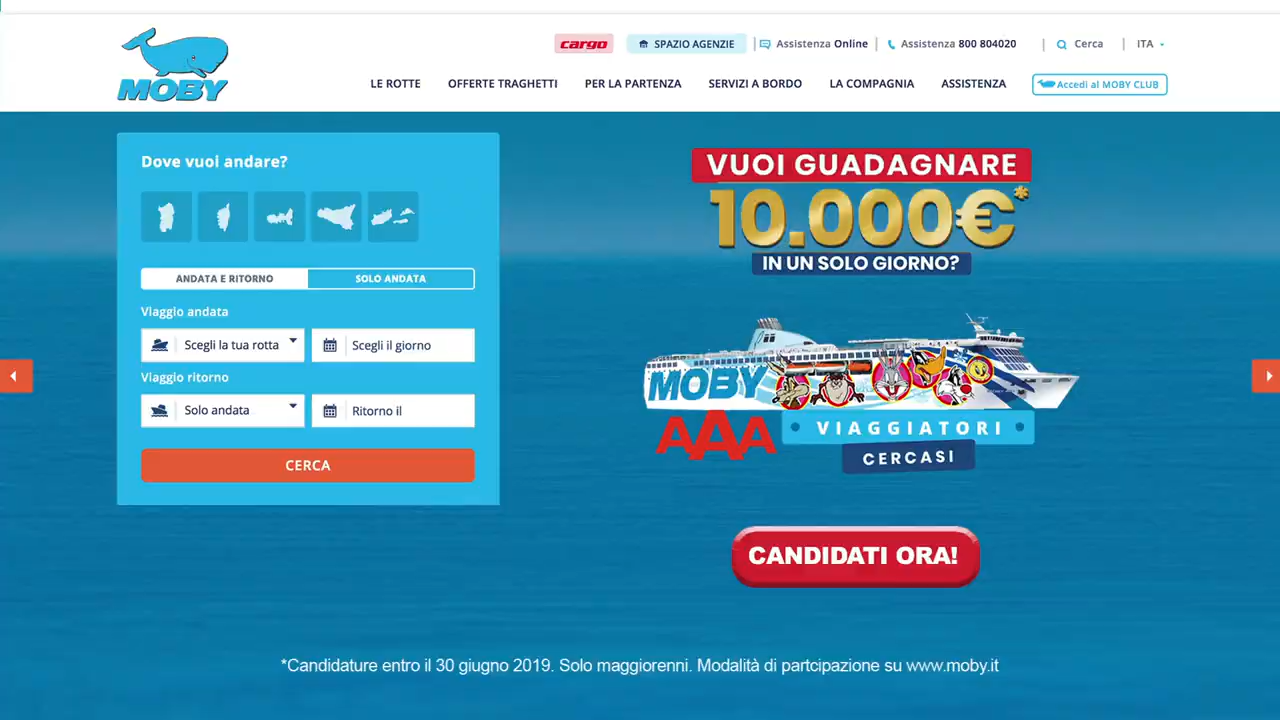 MOBY
cargo
SPAZIO AGENZIE
Assistenza Online
Assistenza 800 804020
Cerca
ITA
LE ROTTE
OFFERTE TRAGHETTI
PER LA PARTENZA
SERVIZI A BORDO
LA COMPAGNIA
ASSISTENZA
Accedi al MOBY CLUB
Dove vuoi andare?
ANDATA E RITORNO
SOLO ANDATA
Viaggio andata
Scegli la tua rotta
Scegli il giorno
Viaggio ritorno
Solo andata
Ritorno il
CERCA
VUOI GUADAGNARE
10.000€*
IN UN SOLO GIORNO?
MOBY
AAA VIAGGIATORI
CERCASI
CANDIDATI ORA!
*Candidature entro il 30 giugno 2019. Solo maggiorenni. Modalità di partcipazione su www.moby.it